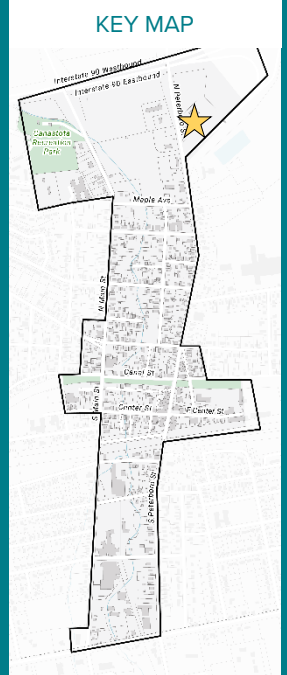 KEY MAP
Interstate 90 Westbound
Interstate 90 Eastbound
N Peterboro St
Canastota
Recreation
Park
Maple Ave
N Main St
Canal St
S Main St
Center St
E Center St
S Peterboro St